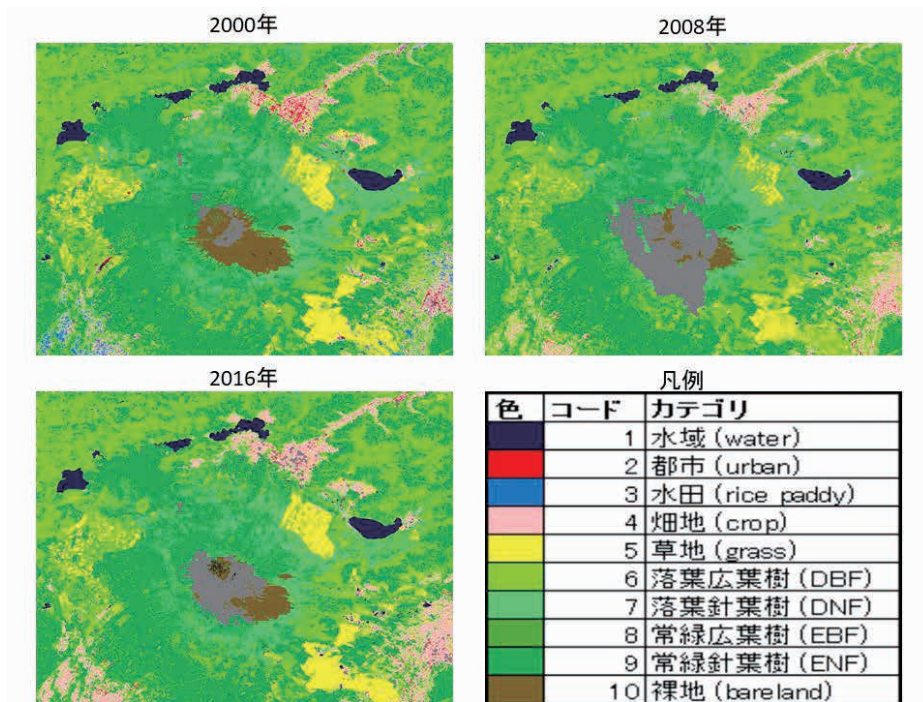 2000年
2008年
2016年
凡例
色 コード カテゴリ
1 水域 (water)
2 都市 (urban)
3 水田 (rice paddy)
4 畑地 (crop)
5 草地 (grass)
6 落葉広葉樹 (DBF)
7 落葉針葉樹 (DNF)
8 常緑広葉樹 (EBF)
9 常緑針葉樹 (ENF)
10 裸地 (bareland)